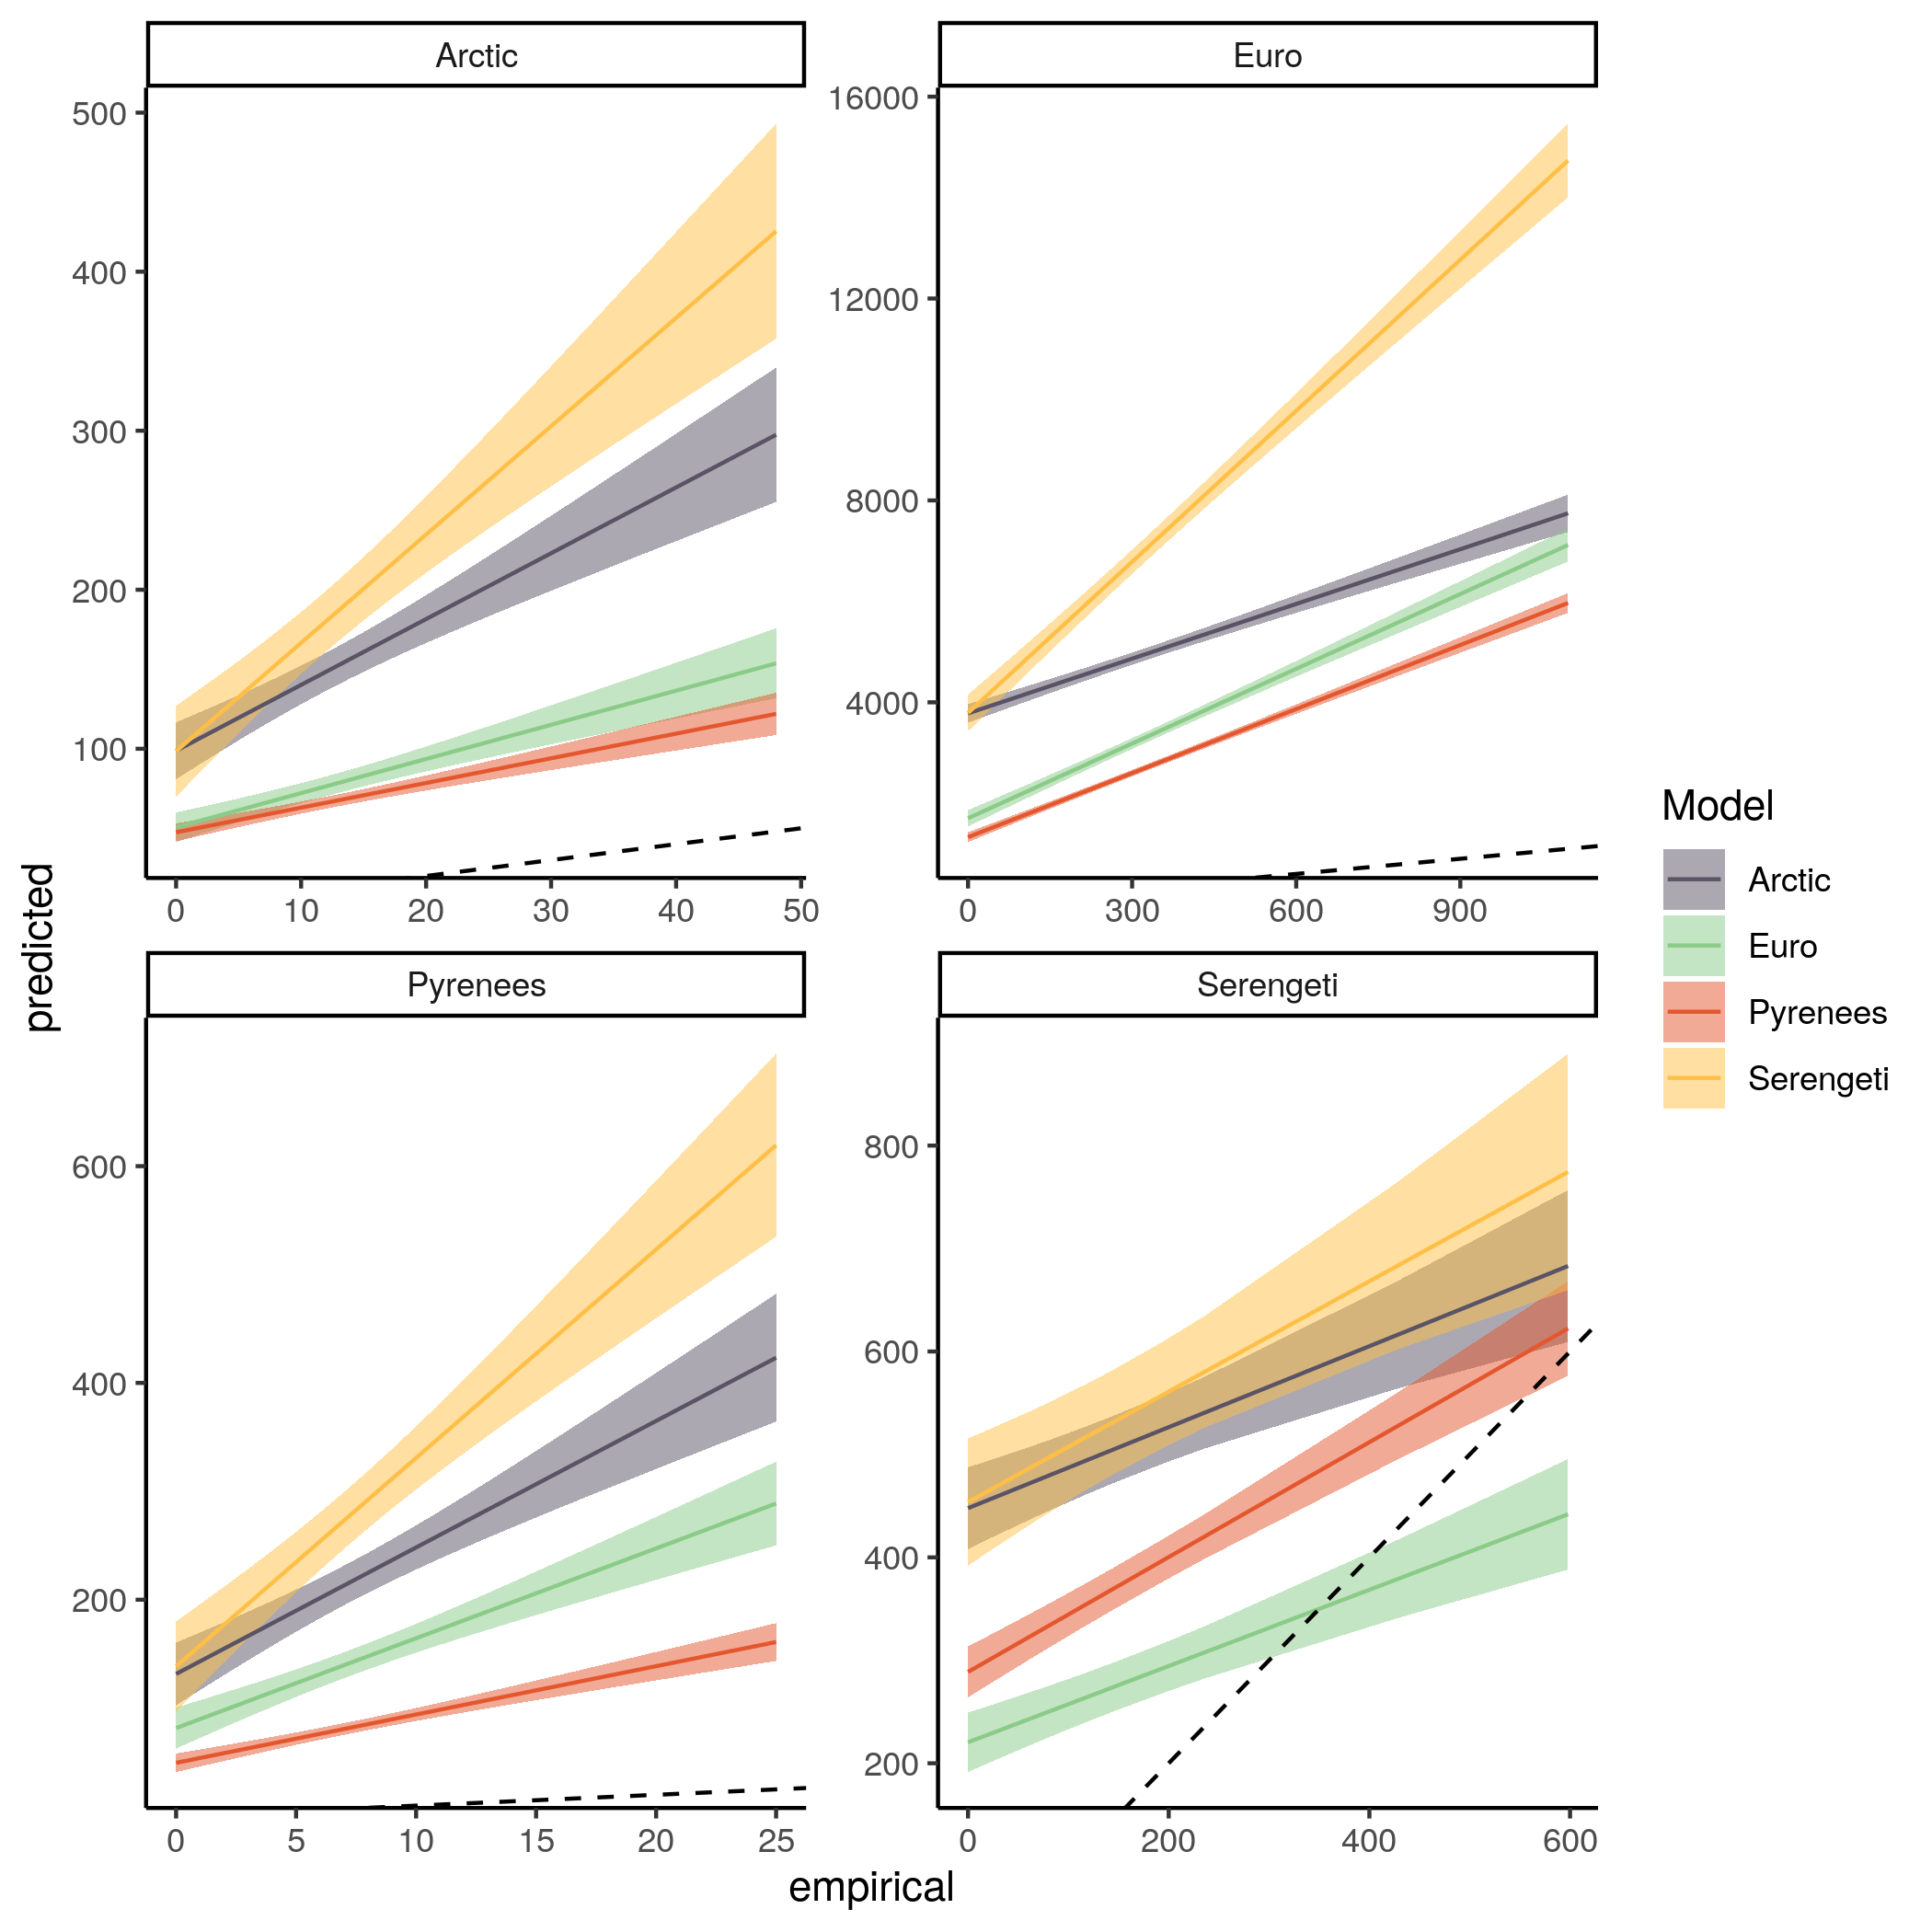 Arctic
Euro
500
400
300
200
100
0 10 20 30 40 50
16000
12000
8000
4000
0 300 600 900
Pyrenees
Serengeti
600
400
200
0 5 10 15 20 25
800
600
400
200
0 200 400 600
predicted
empirical
Model
Arctic
Euro
Pyrenees
Serengeti